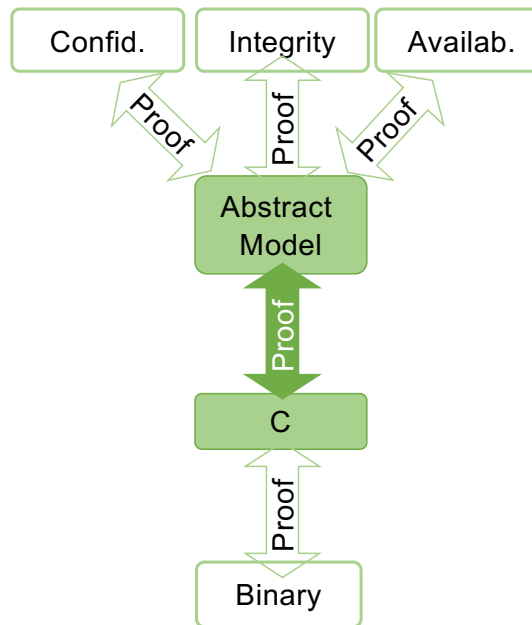 Confid.
Integrity
Availab.
Proof
Proof
Proof
Abstract
Model
Proof
C
Proof
Binary